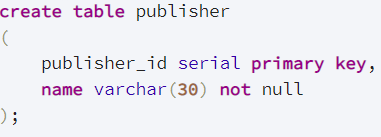 create table publisher
(
    publisher_id serial primary key,
    name varchar(30) not null
);